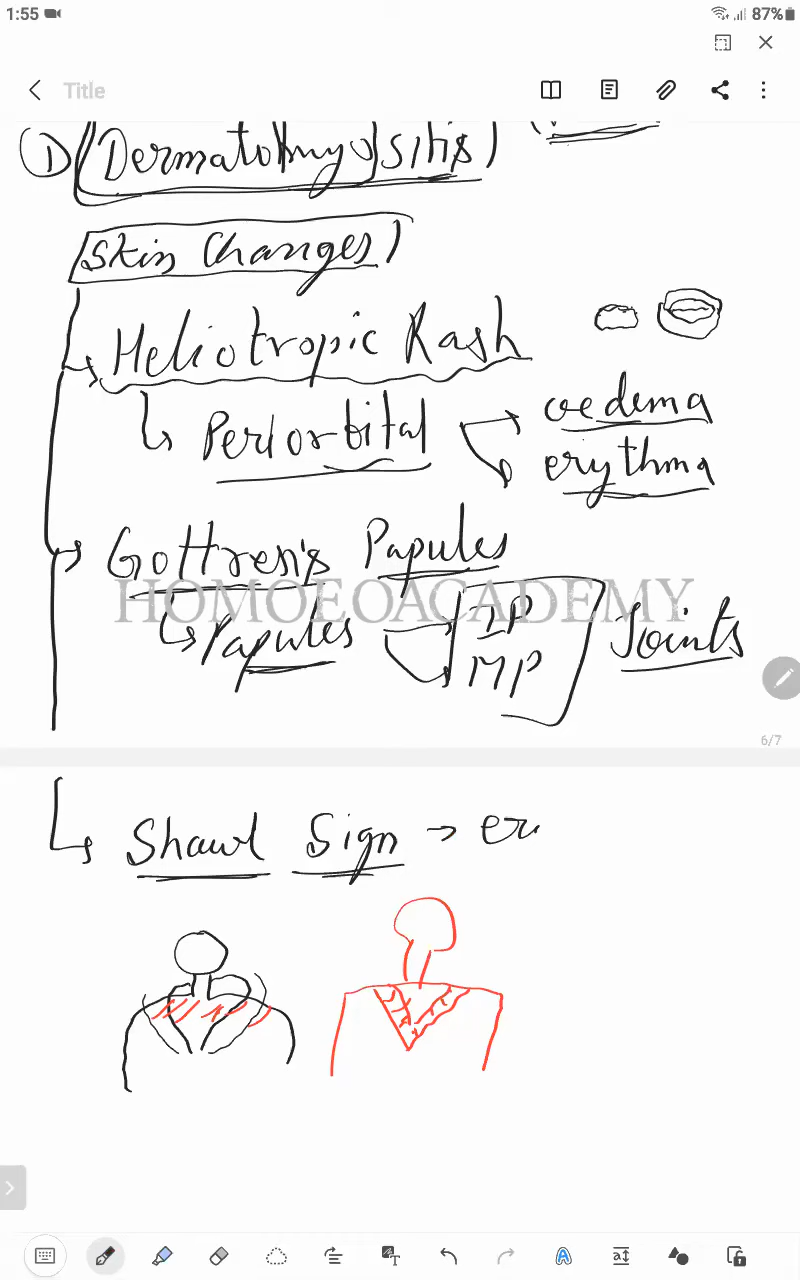 1:55 87%
Title
① Dermatomyositis
Skin Changes
Heliotropic Rash
Periorbital oedema
erythma
Gottren's Papules
HOMOEOACADEMY
Papules IP Joints
MP
6/7
Shawl Sign → er